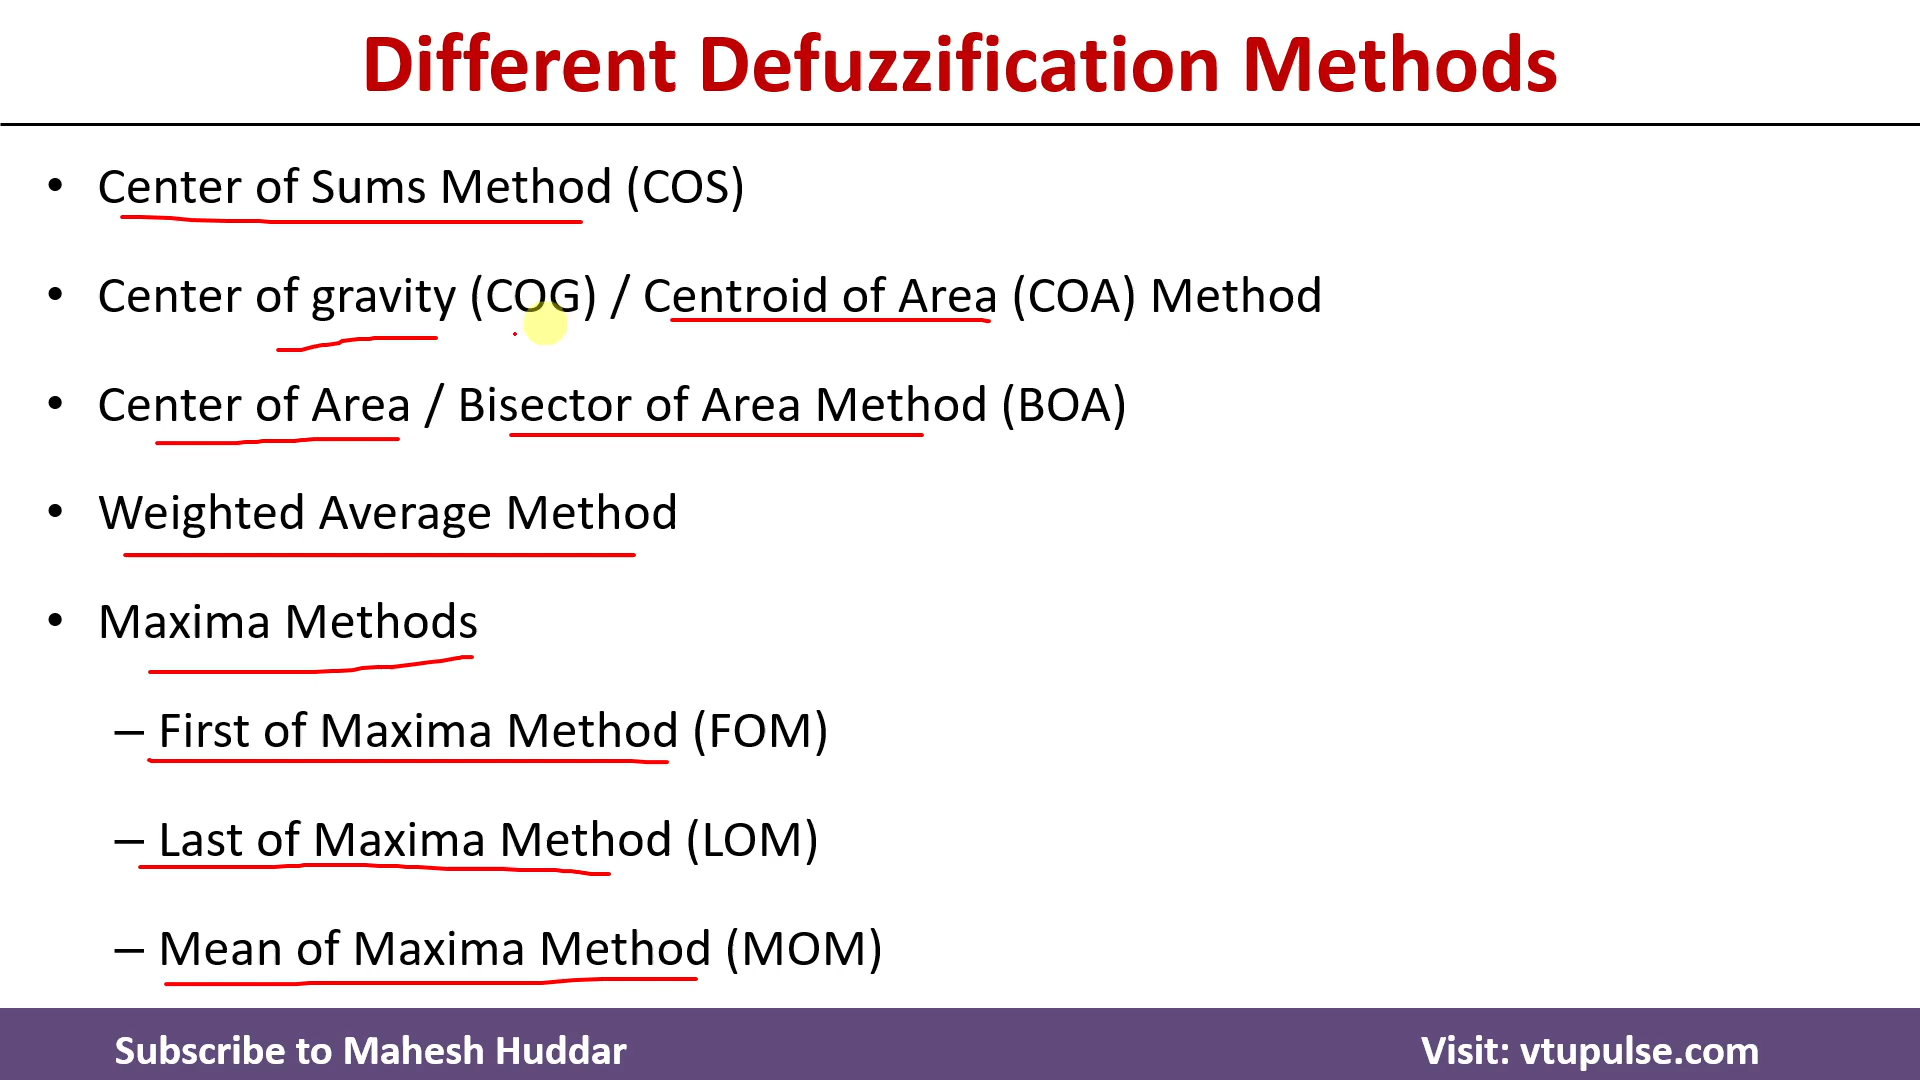 Different Defuzzification Methods
• Center of Sums Method (COS)
• Center of gravity (COG) / Centroid of Area (COA) Method
• Center of Area / Bisector of Area Method (BOA)
• Weighted Average Method
• Maxima Methods
– First of Maxima Method (FOM)
– Last of Maxima Method (LOM)
– Mean of Maxima Method (MOM)
Subscribe to Mahesh Huddar
Visit: vtupulse.com